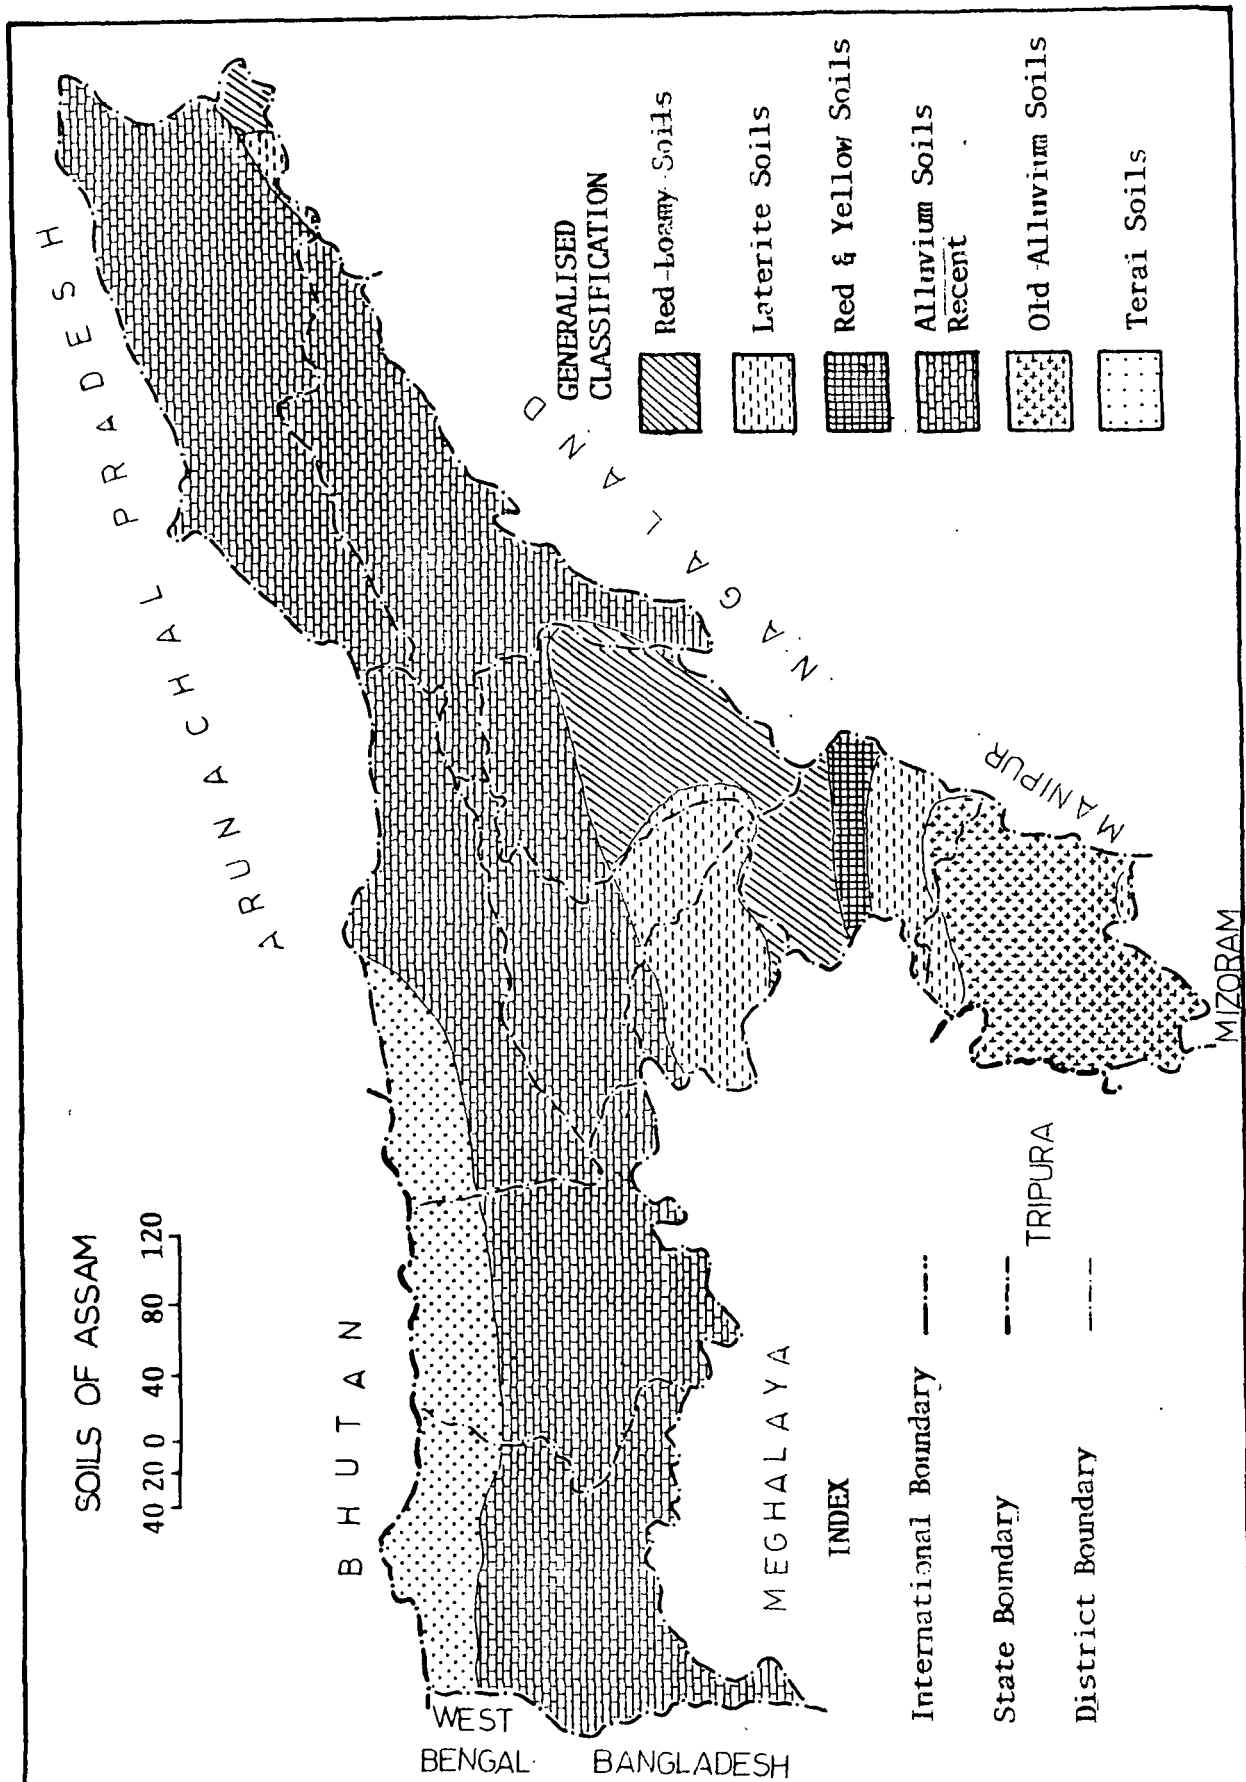 SOILS OF ASSAM
40 20 0 40 80 120
ARUNACHAL PRADESH
BHUTAN
NAGALAND
MANIPUR
MIZORAM
TRIPURA
MEGHALAYA
WEST
BENGAL
BANGLADESH
GENERALISED
CLASSIFICATION
Red Loamy Soils
Laterite Soils
Red & Yellow Soils
Alluvium Soils
Recent
Old Alluvium Soils
Terai Soils
INDEX
International Boundary
State Boundary
District Boundary